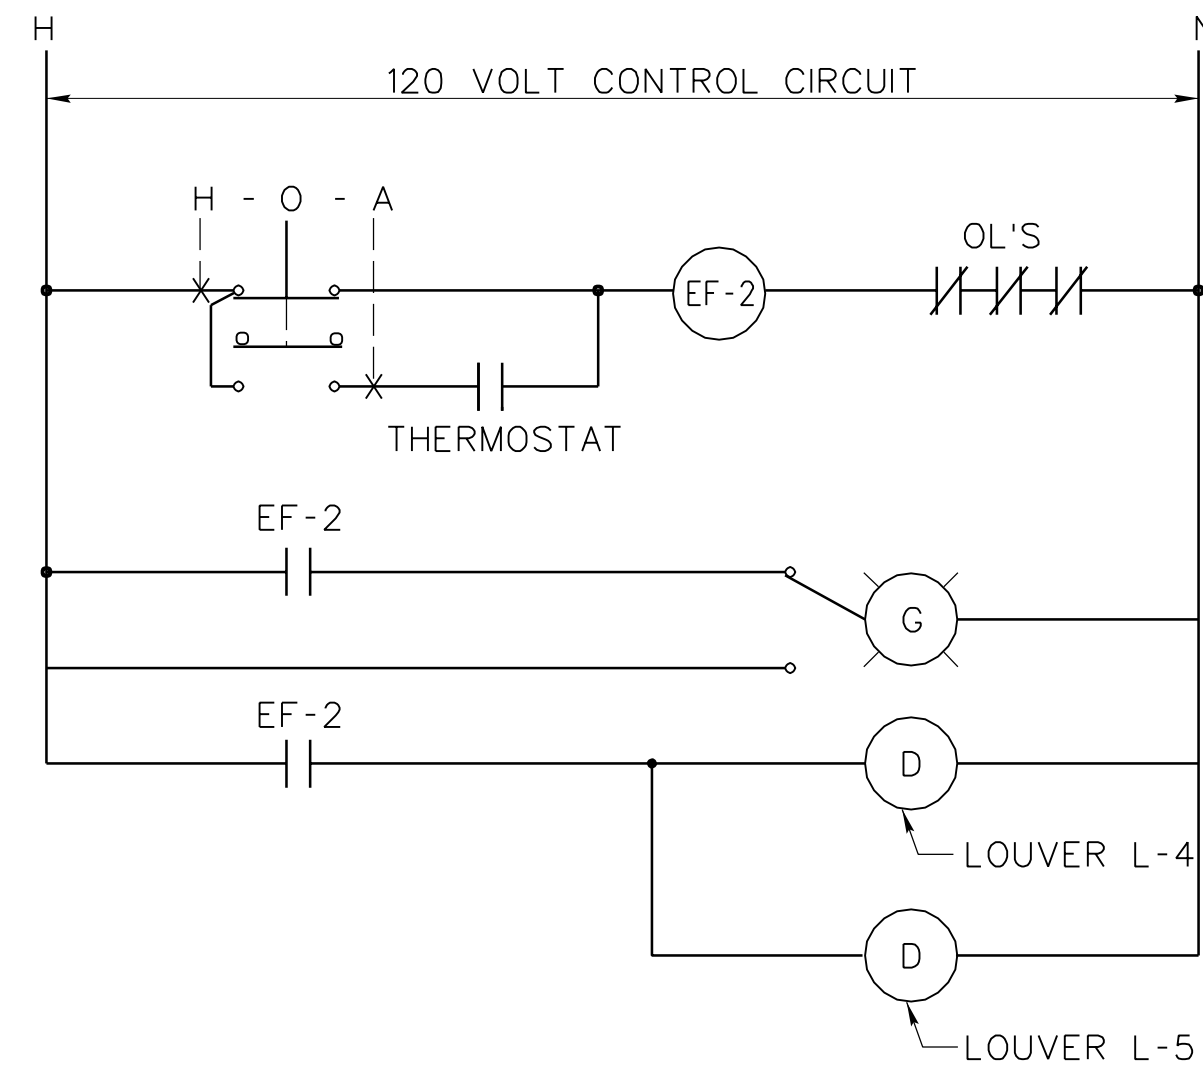 H N
120 VOLT CONTROL CIRCUIT
H - O - A
OL'S
EF-2
THERMOSTAT
EF-2
G
EF-2
D
LOUVER L-4
D
LOUVER L-5